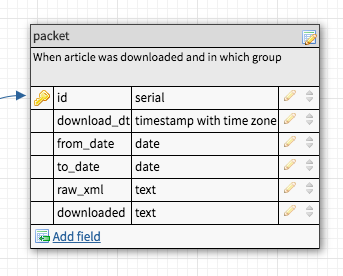 packet
When article was downloaded and in which group
id serial
download_dt timestamp with time zone
from_date date
to_date date
raw_xml text
downloaded text
Add field